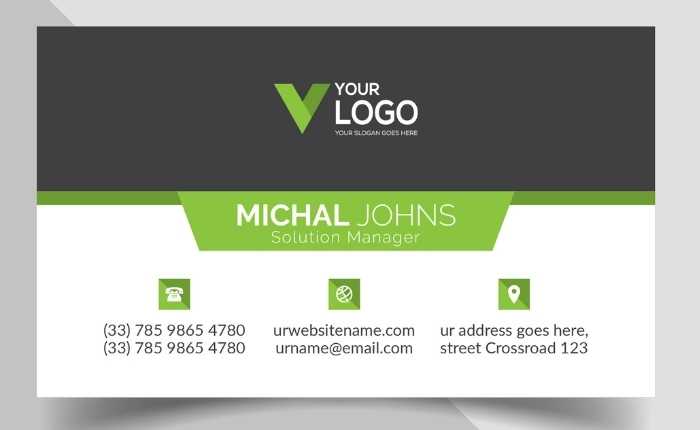 YOUR
LOGO
YOUR SLOGAN GOES HERE
MICHAL JOHNS
Solution Manager
(33) 785 9865 4780
(33) 785 9865 4780
urwebsitename.com
urname@email.com
ur address goes here,
street Crossroad 123